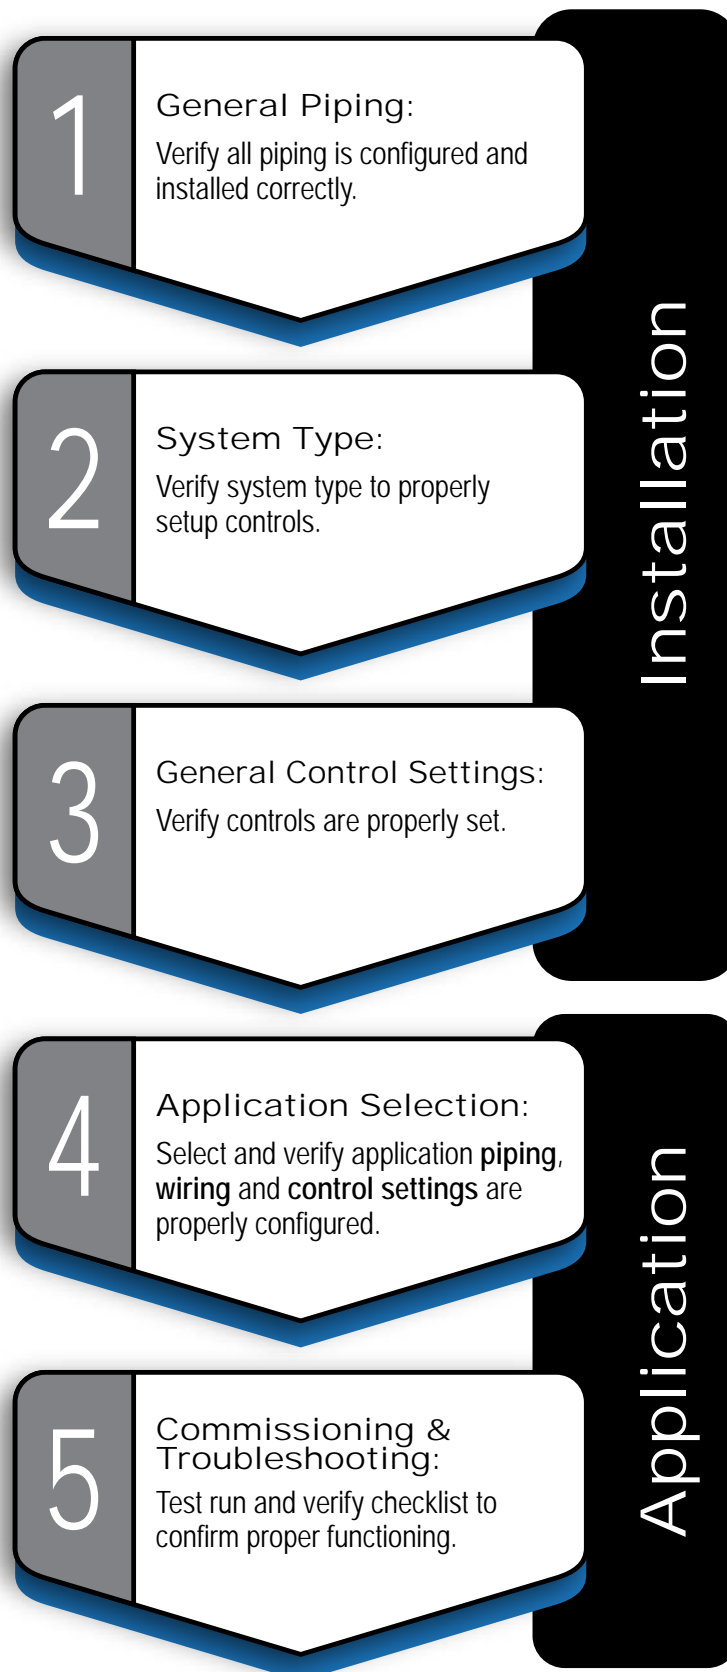 1
General Piping:
Verify all piping is configured and
installed correctly.
2
System Type:
Verify system type to properly
setup controls.
3
General Control Settings:
Verify controls are properly set.
Installation
4
Application Selection:
Select and verify application piping,
wiring and control settings are
properly configured.
5
Commissioning &
Troubleshooting:
Test run and verify checklist to
confirm proper functioning.
Application